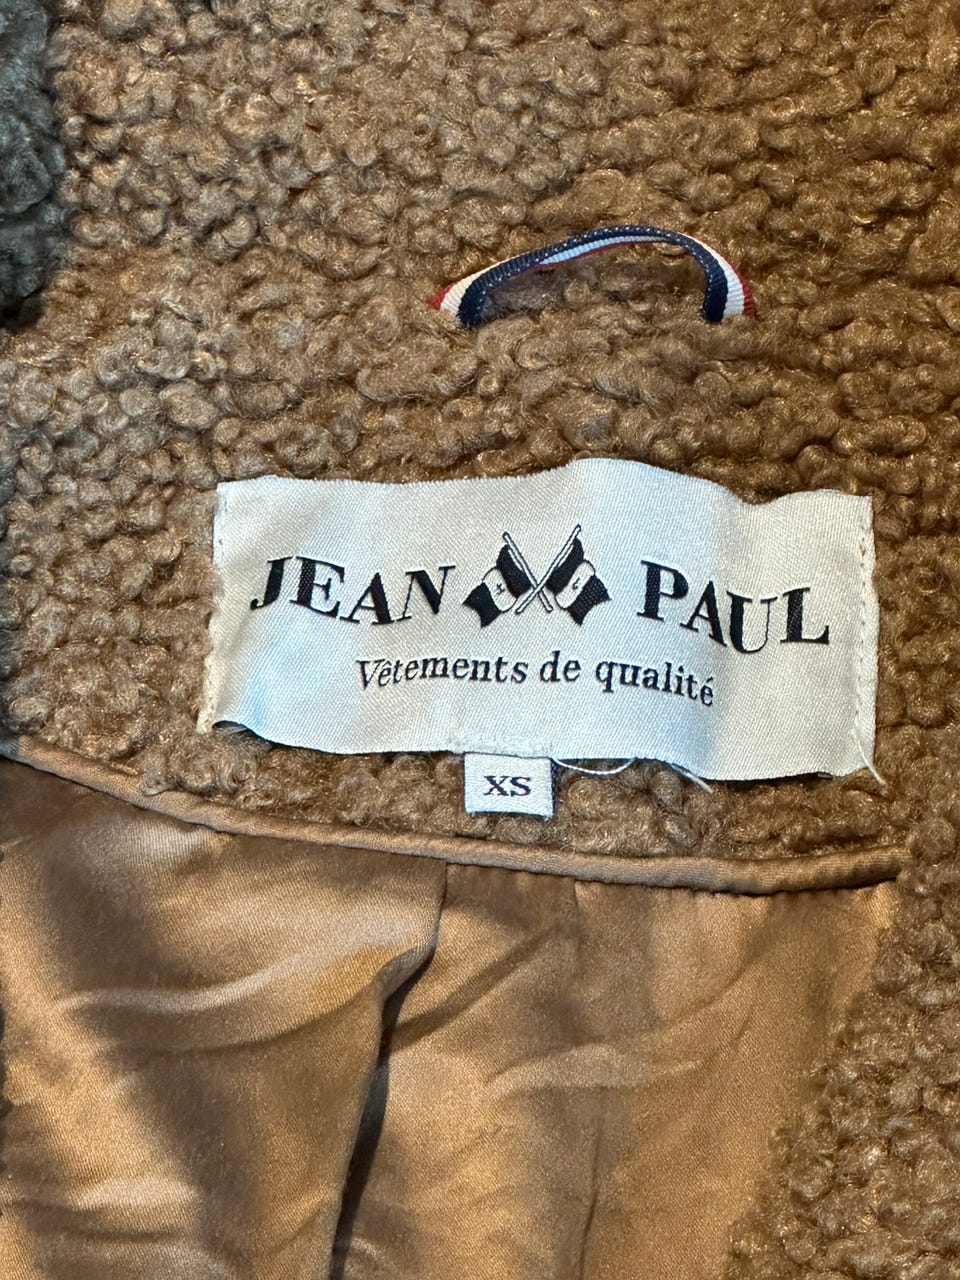 JEAN PAUL
Vêtements de qualité
XS